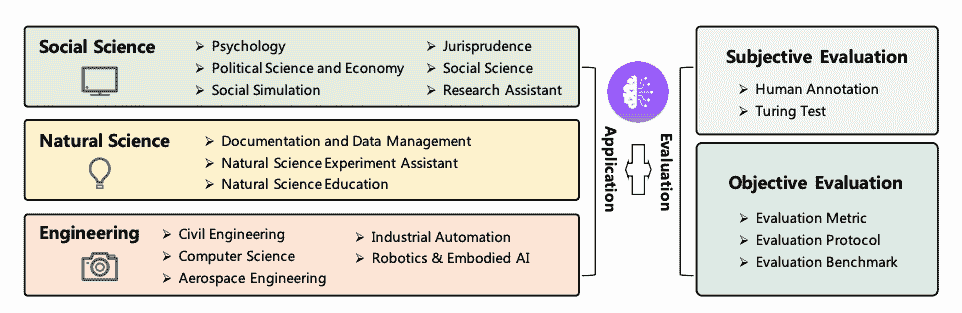 Social Science
➢ Psychology
➢ Political Science and Economy
➢ Social Simulation
➢ Jurisprudence
➢ Social Science
➢ Research Assistant
Natural Science
➢ Documentation and Data Management
➢ Natural Science Experiment Assistant
➢ Natural Science Education
Engineering
➢ Civil Engineering
➢ Computer Science
➢ Aerospace Engineering
➢ Industrial Automation
➢ Robotics & Embodied AI
Application
Evaluation
Subjective Evaluation
➢ Human Annotation
➢ Turing Test
Objective Evaluation
➢ Evaluation Metric
➢ Evaluation Protocol
➢ Evaluation Benchmark